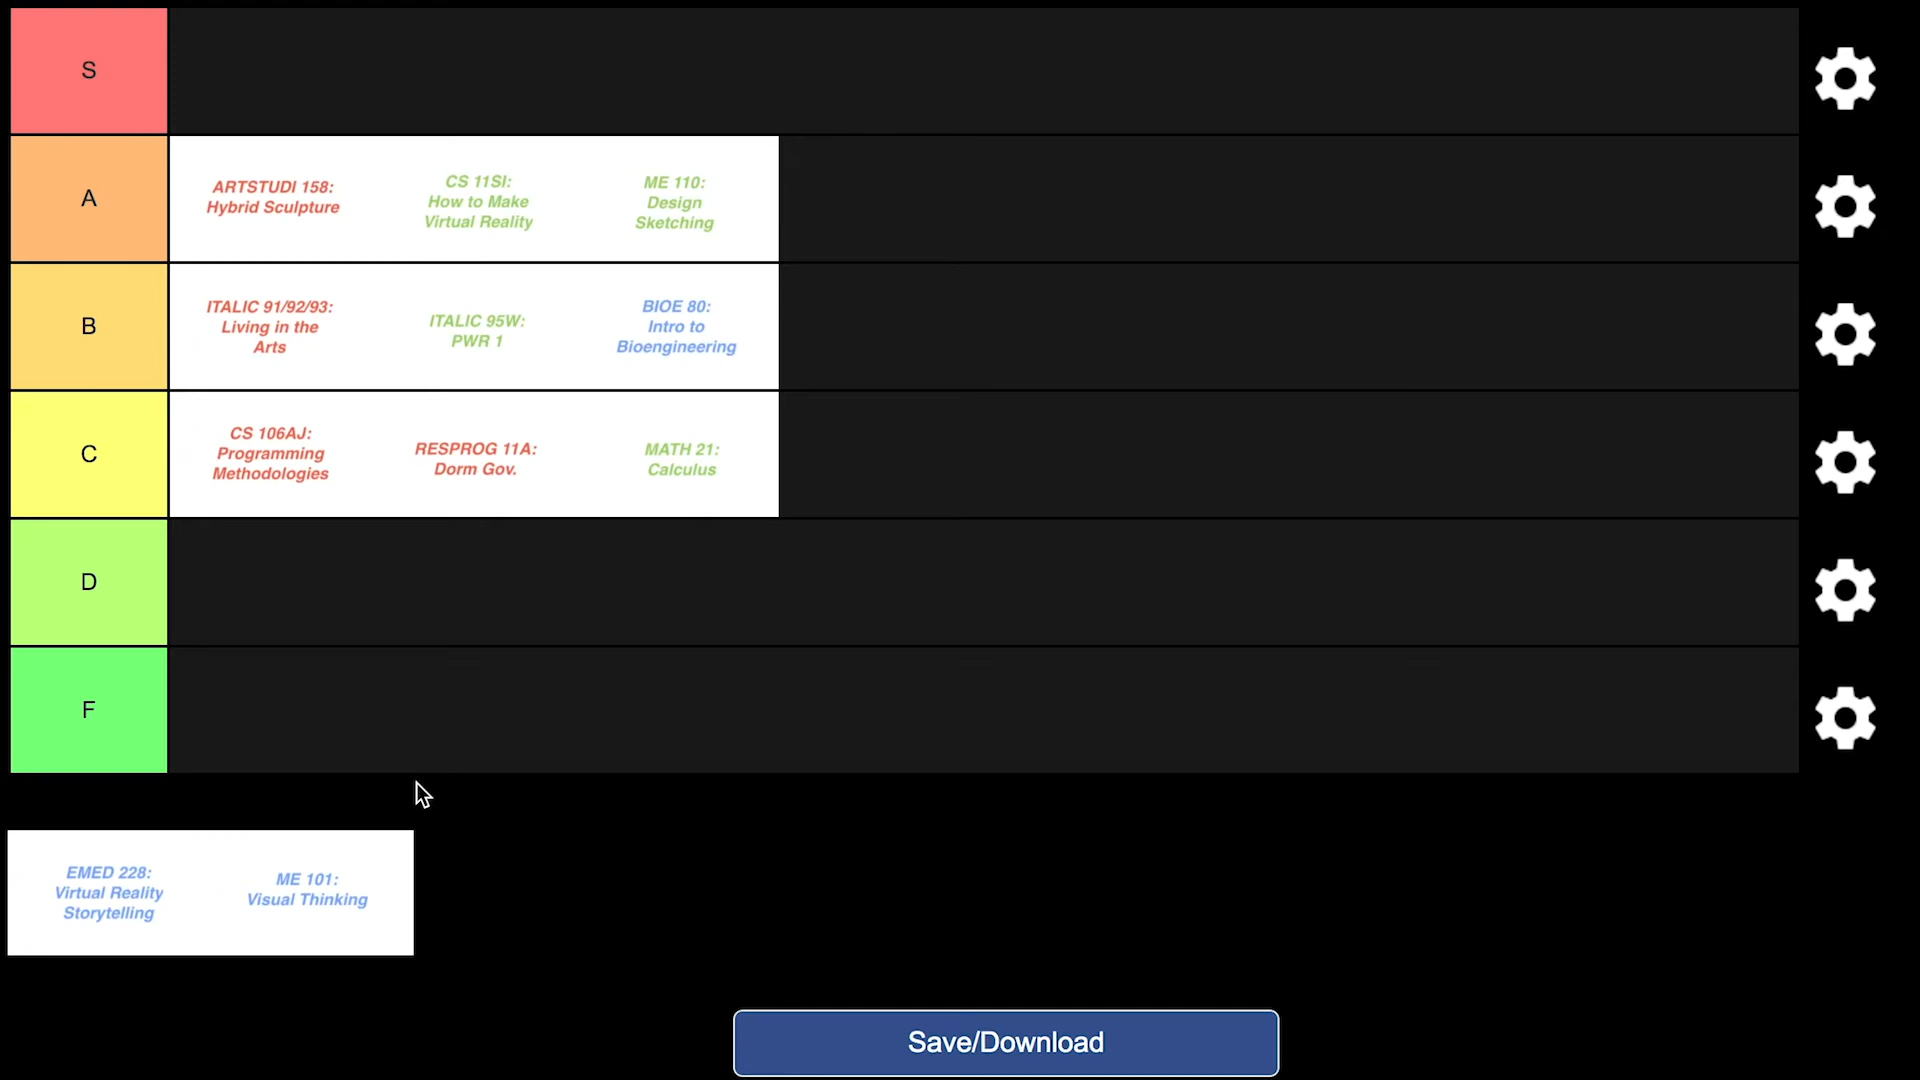 S
A
ARTSTUDI 158:
Hybrid Sculpture
CS 11SI:
How to Make
Virtual Reality
ME 110:
Design
Sketching
B
ITALIC 91/92/93:
Living in the
Arts
ITALIC 95W:
PWR 1
BIOE 80:
Intro to
Bioengineering
C
CS 106AJ:
Programming
Methodologies
RESPROG 11A:
Dorm Gov.
MATH 21:
Calculus
D
F
EMED 228:
Virtual Reality
Storytelling
ME 101:
Visual Thinking
Save/Download